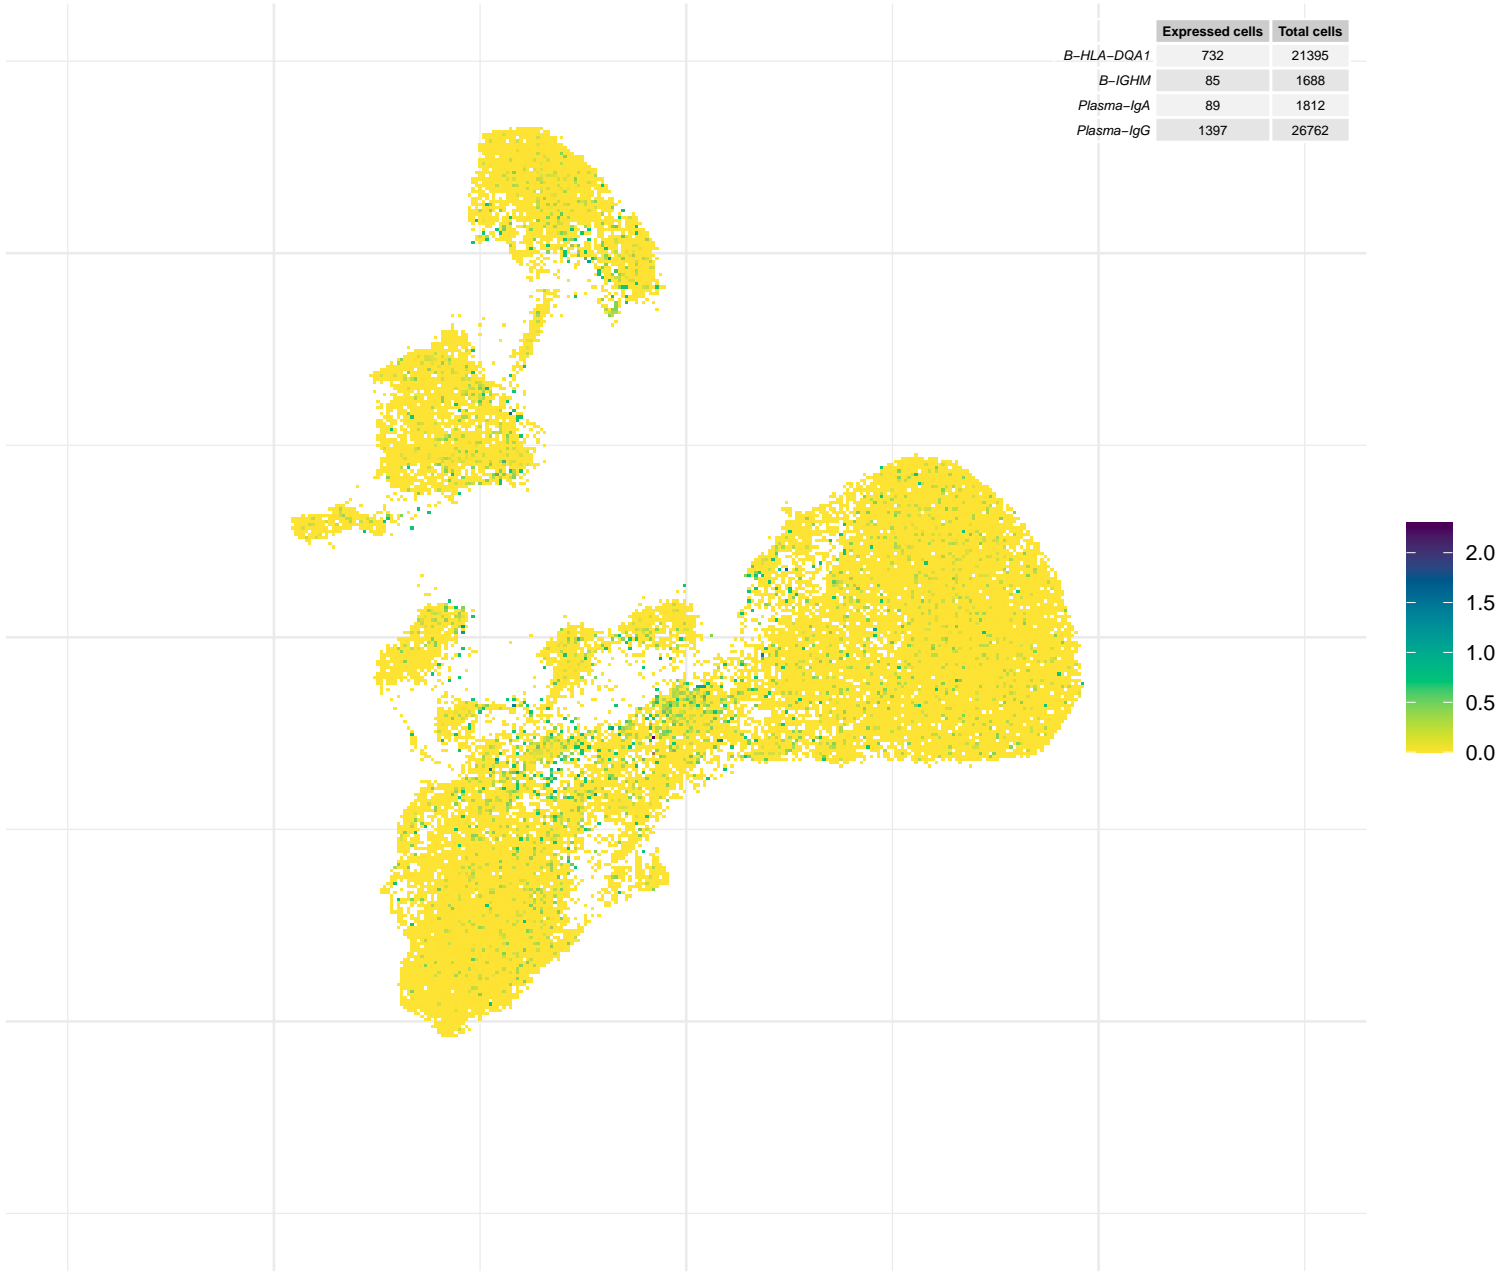 Expressed cells Total cells
B−HLA−DQA1 732 21395
B−IGHM 85 1688
Plasma−IgA 89 1812
Plasma−IgG 1397 26762
2.0
1.5
1.0
0.5
0.0